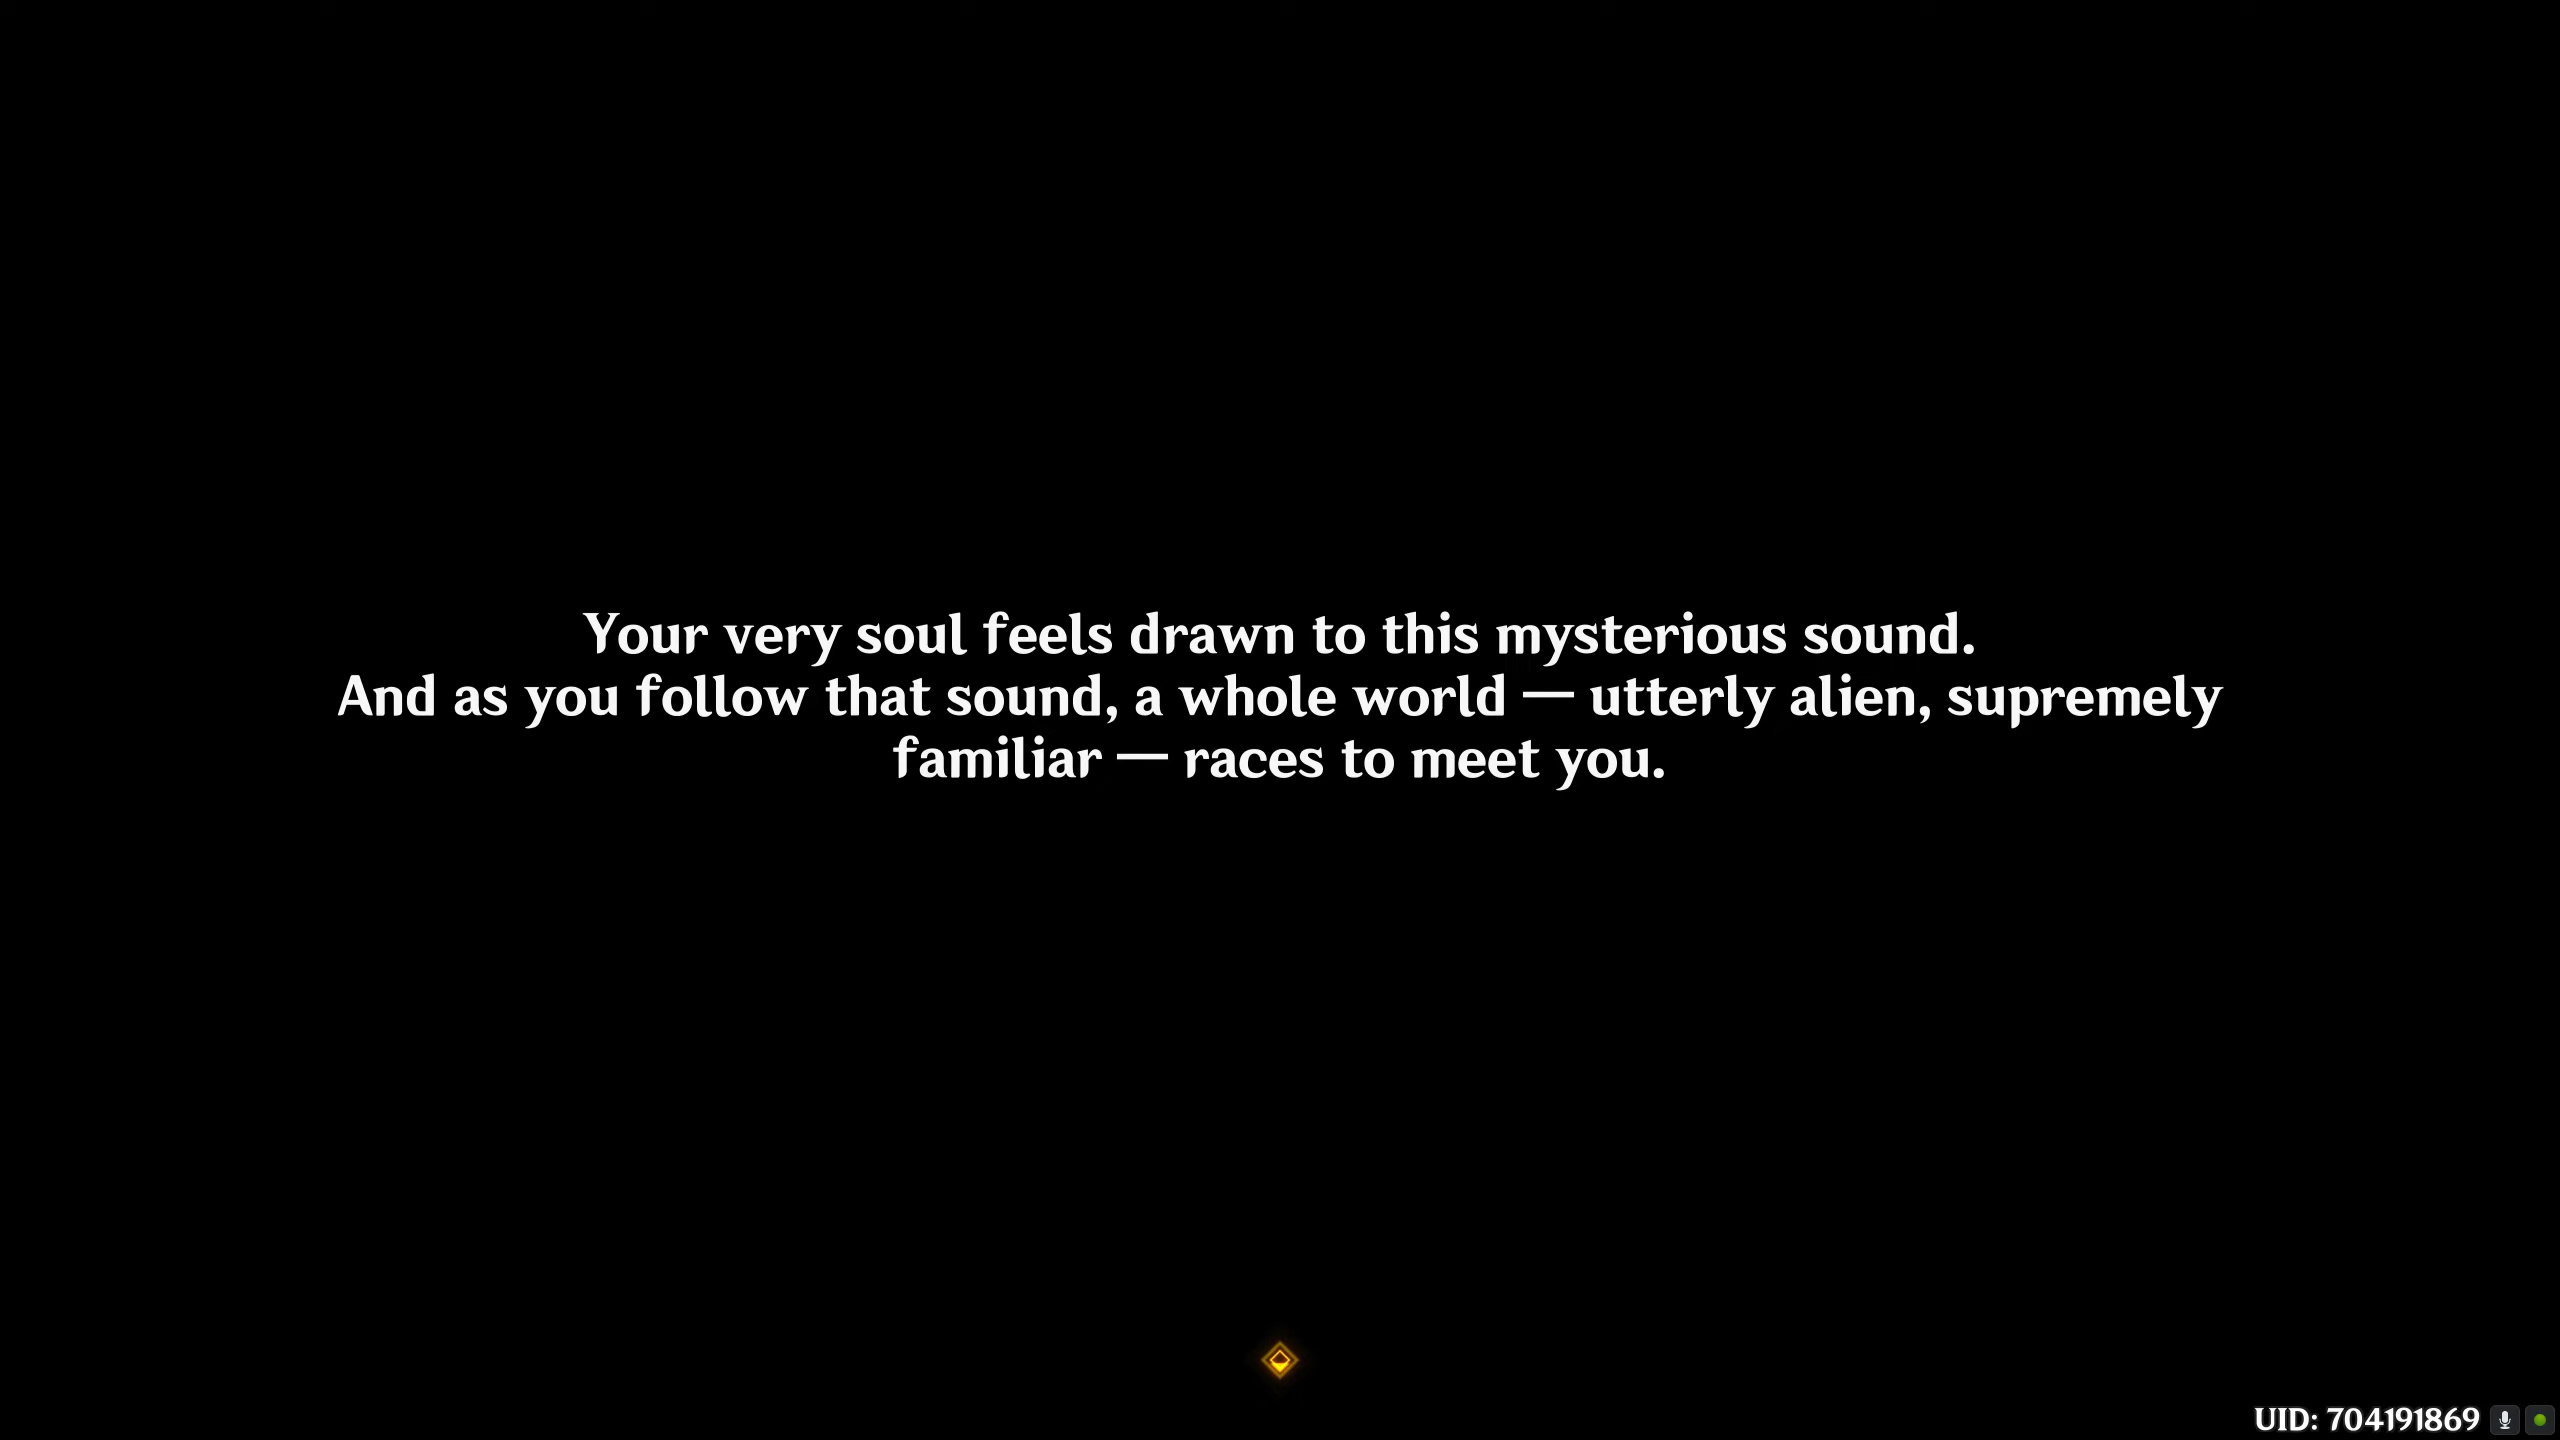 Your very soul feels drawn to this mysterious sound.
And as you follow that sound, a whole world — utterly alien, supremely
familiar — races to meet you.
UID: 704191869